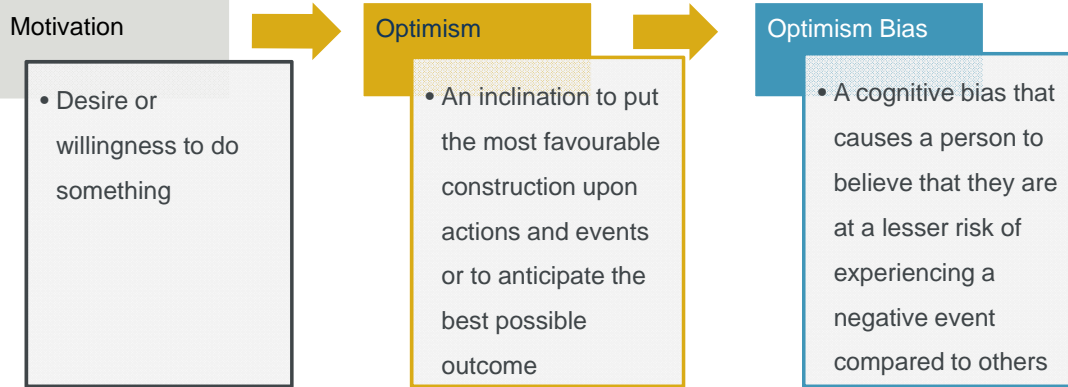 Motivation
• Desire or
willingness to do
something
Optimism
• An inclination to put
the most favourable
construction upon
actions and events
or to anticipate the
best possible
outcome
Optimism Bias
• A cognitive bias that
causes a person to
believe that they are
at a lesser risk of
experiencing a
negative event
compared to others